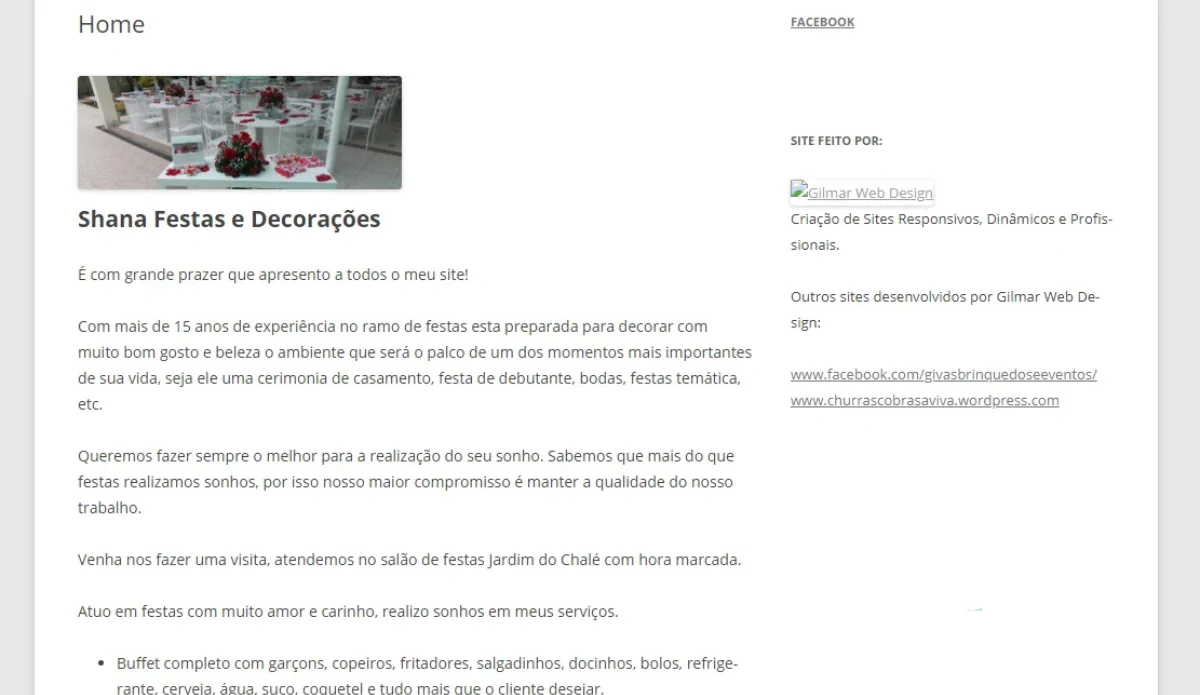 Home
Shana Festas e Decorações
É com grande prazer que apresento a todos o meu site!
Com mais de 15 anos de experiência no ramo de festas esta preparada para decorar com
muito bom gosto e beleza o ambiente que será o palco de um dos momentos mais importantes
de sua vida, seja ele uma cerimonia de casamento, festa de debutante, bodas, festas temática,
etc.
Queremos fazer sempre o melhor para a realização do seu sonho. Sabemos que mais do que
festas realizamos sonhos, por isso nosso maior compromisso é manter a qualidade do nosso
trabalho.
Venha nos fazer uma visita, atendemos no salão de festas Jardim do Chalé com hora marcada.
Atuo em festas com muito amor e carinho, realizo sonhos em meus serviços.
• Buffet completo com garçons, copeiros, fritadores, salgadinhos, docinhos, bolos, refrige-
rante, cerveja, água, suco, coquetel e tudo mais que o cliente desejar.
FACEBOOK
SITE FEITO POR:
Gilmar Web Design
Criação de Sites Responsivos, Dinâmicos e Profis-
sionais.
Outros sites desenvolvidos por Gilmar Web De-
sign:
www.facebook.com/givasbrinquedoseeventos/
www.churrascobrasaviva.wordpress.com